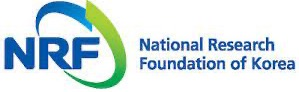 NRF
National Research
Foundation of Korea